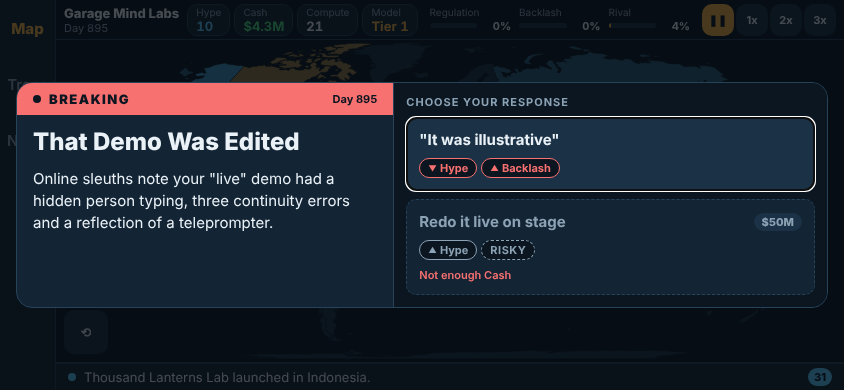 Map
Garage Mind Labs
Day 895
Hype
10
Cash
$4.3M
Compute
21
Model
Tier 1
Regulation
0%
Backlash
0%
Rival
4%
1x
2x
3x
BREAKING
Day 895
That Demo Was Edited
Online sleuths note your "live" demo had a
hidden person typing, three continuity errors
and a reflection of a teleprompter.
CHOOSE YOUR RESPONSE
"It was illustrative"
▼ Hype
▲ Backlash
Redo it live on stage
$50M
▲ Hype
RISKY
Not enough Cash
Thousand Lanterns Lab launched in Indonesia.
31